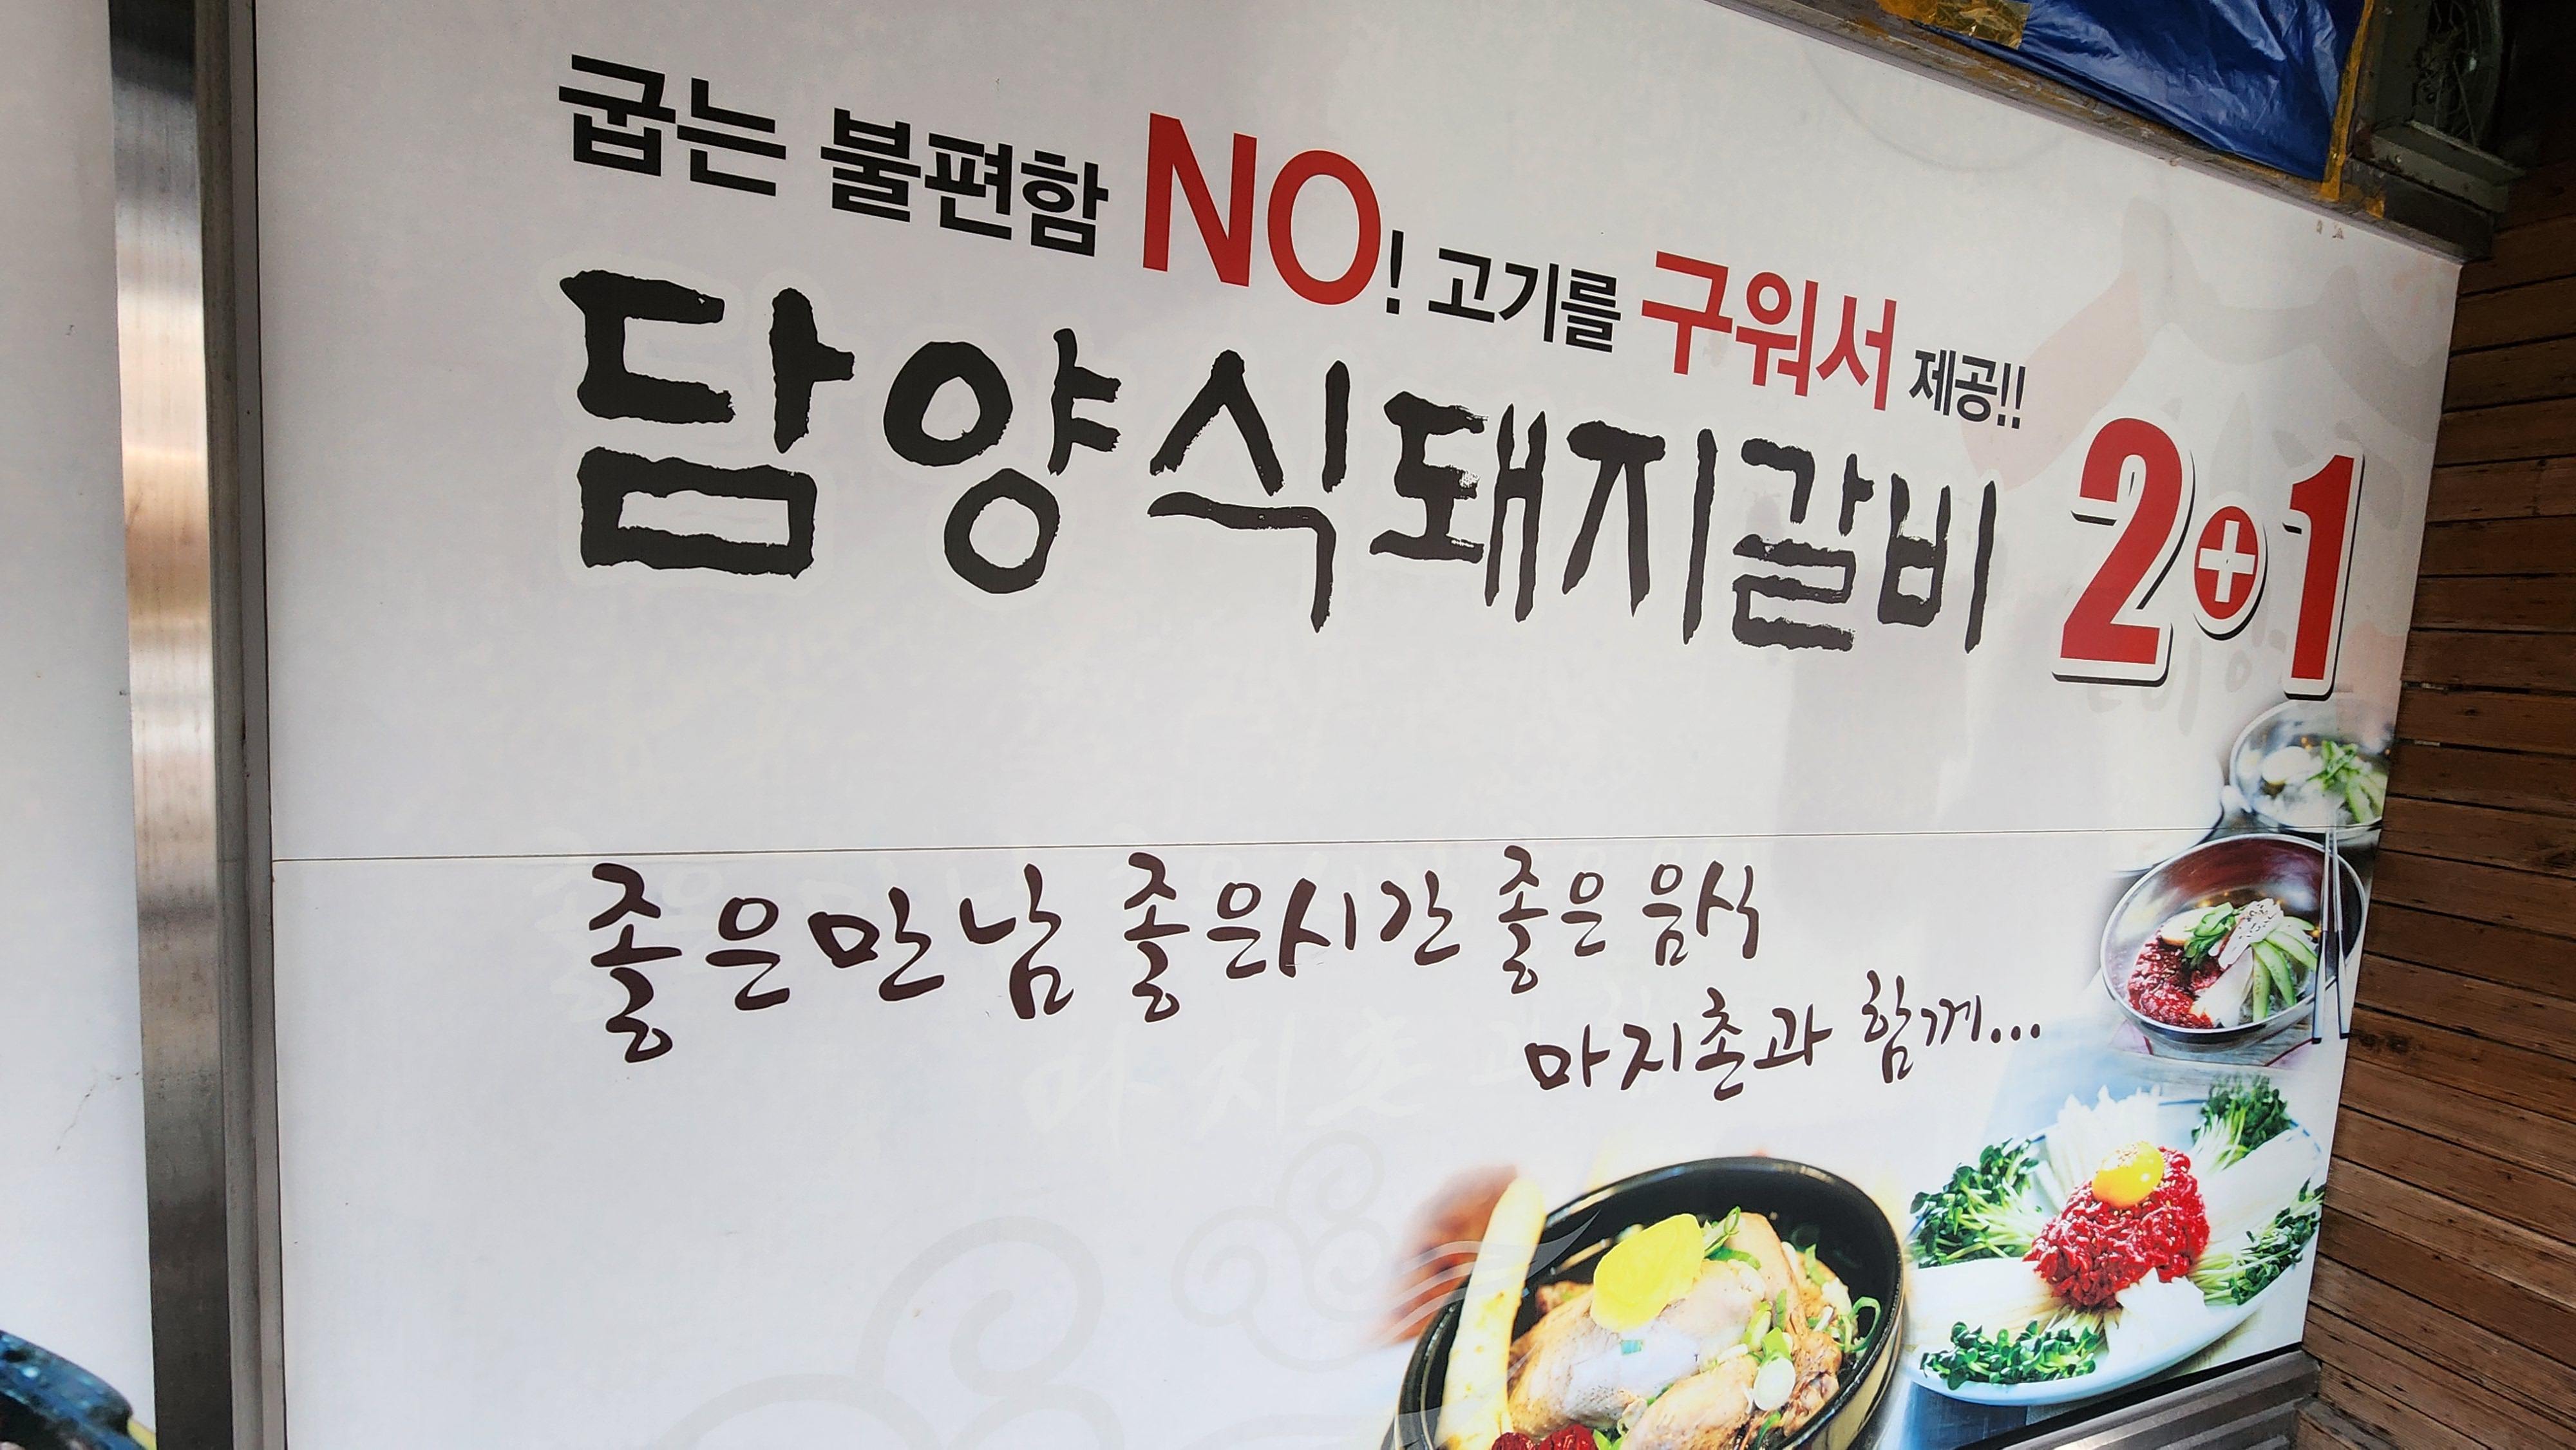 굽는 불편함 NO! 고기를 구워서 제공!!
담양식돼지갈비 2+1
좋은만남 좋은시간 좋은 음식
마지촌과 함께...